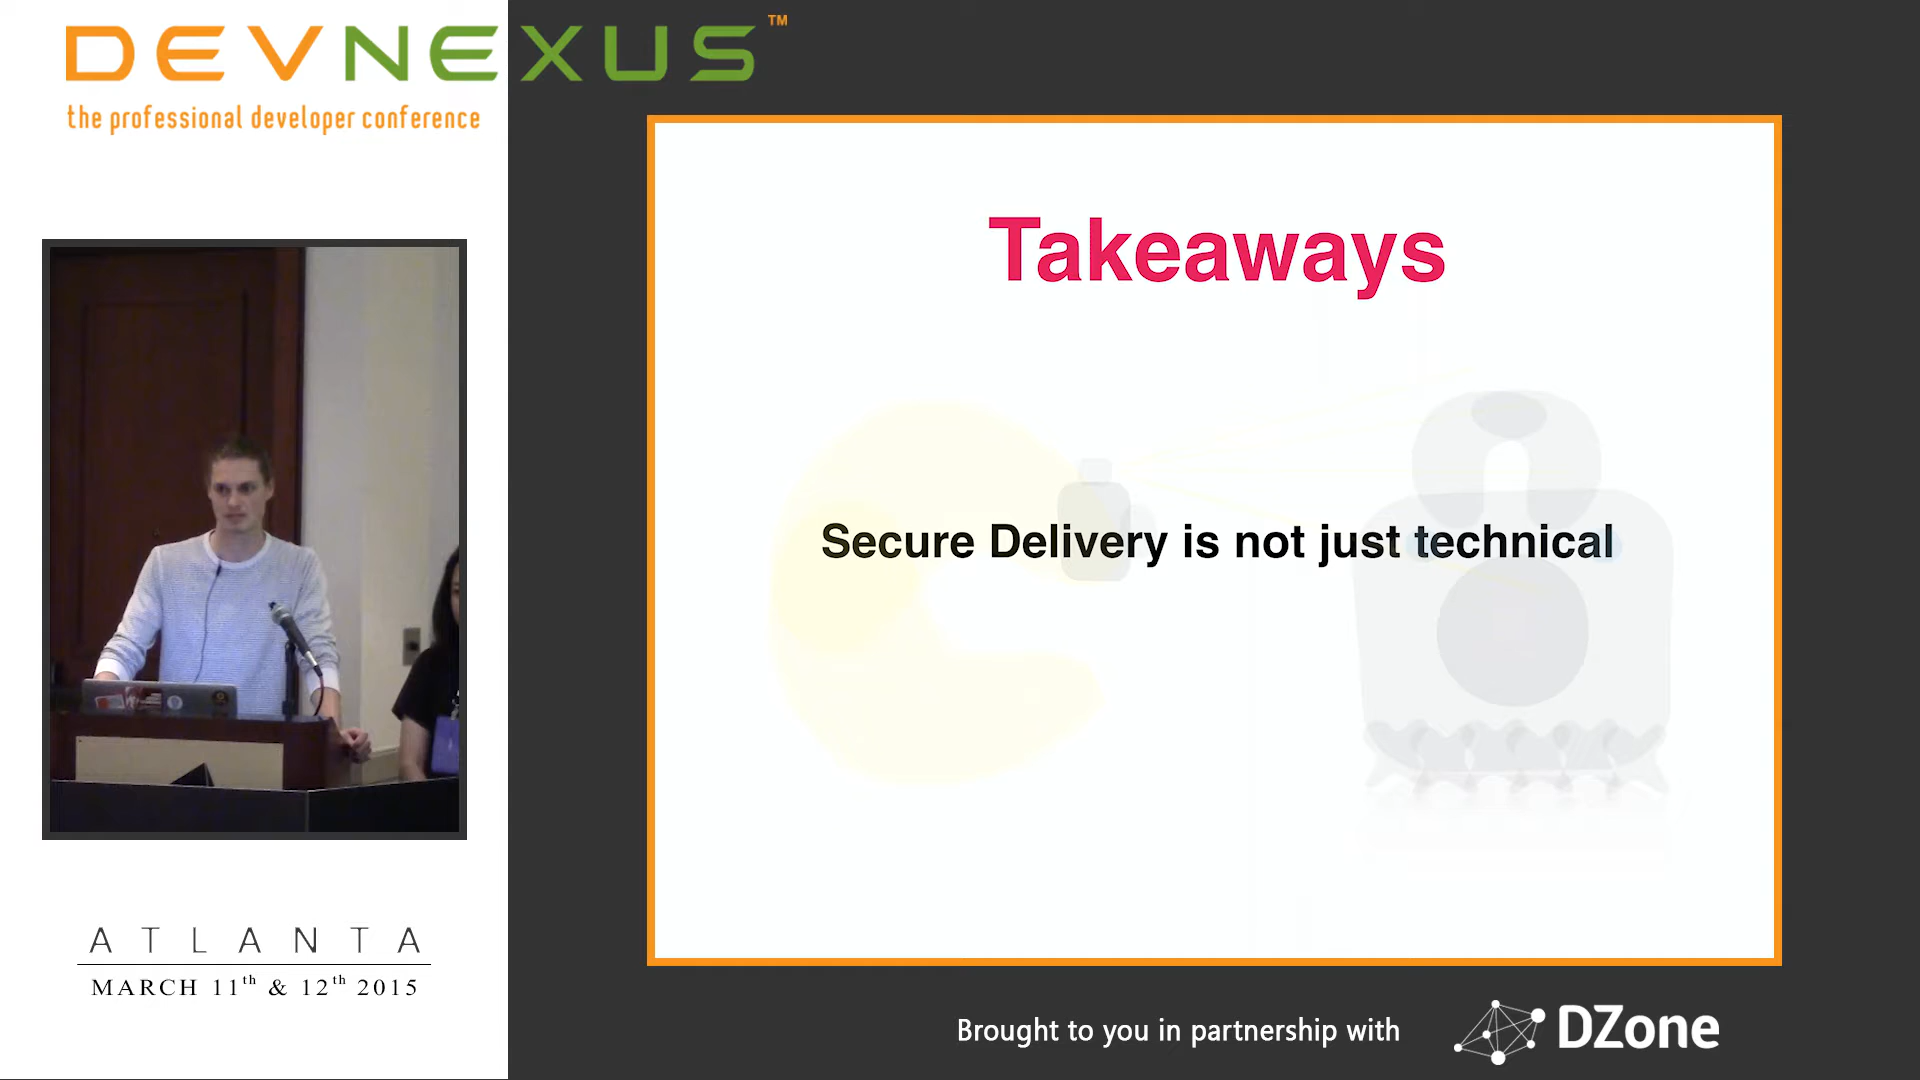 DEVNEXUS™
the professional developer conference
Takeaways
Secure Delivery is not just technical
ATLANTA
MARCH 11th & 12th 2015
Brought to you in partnership with
DZone